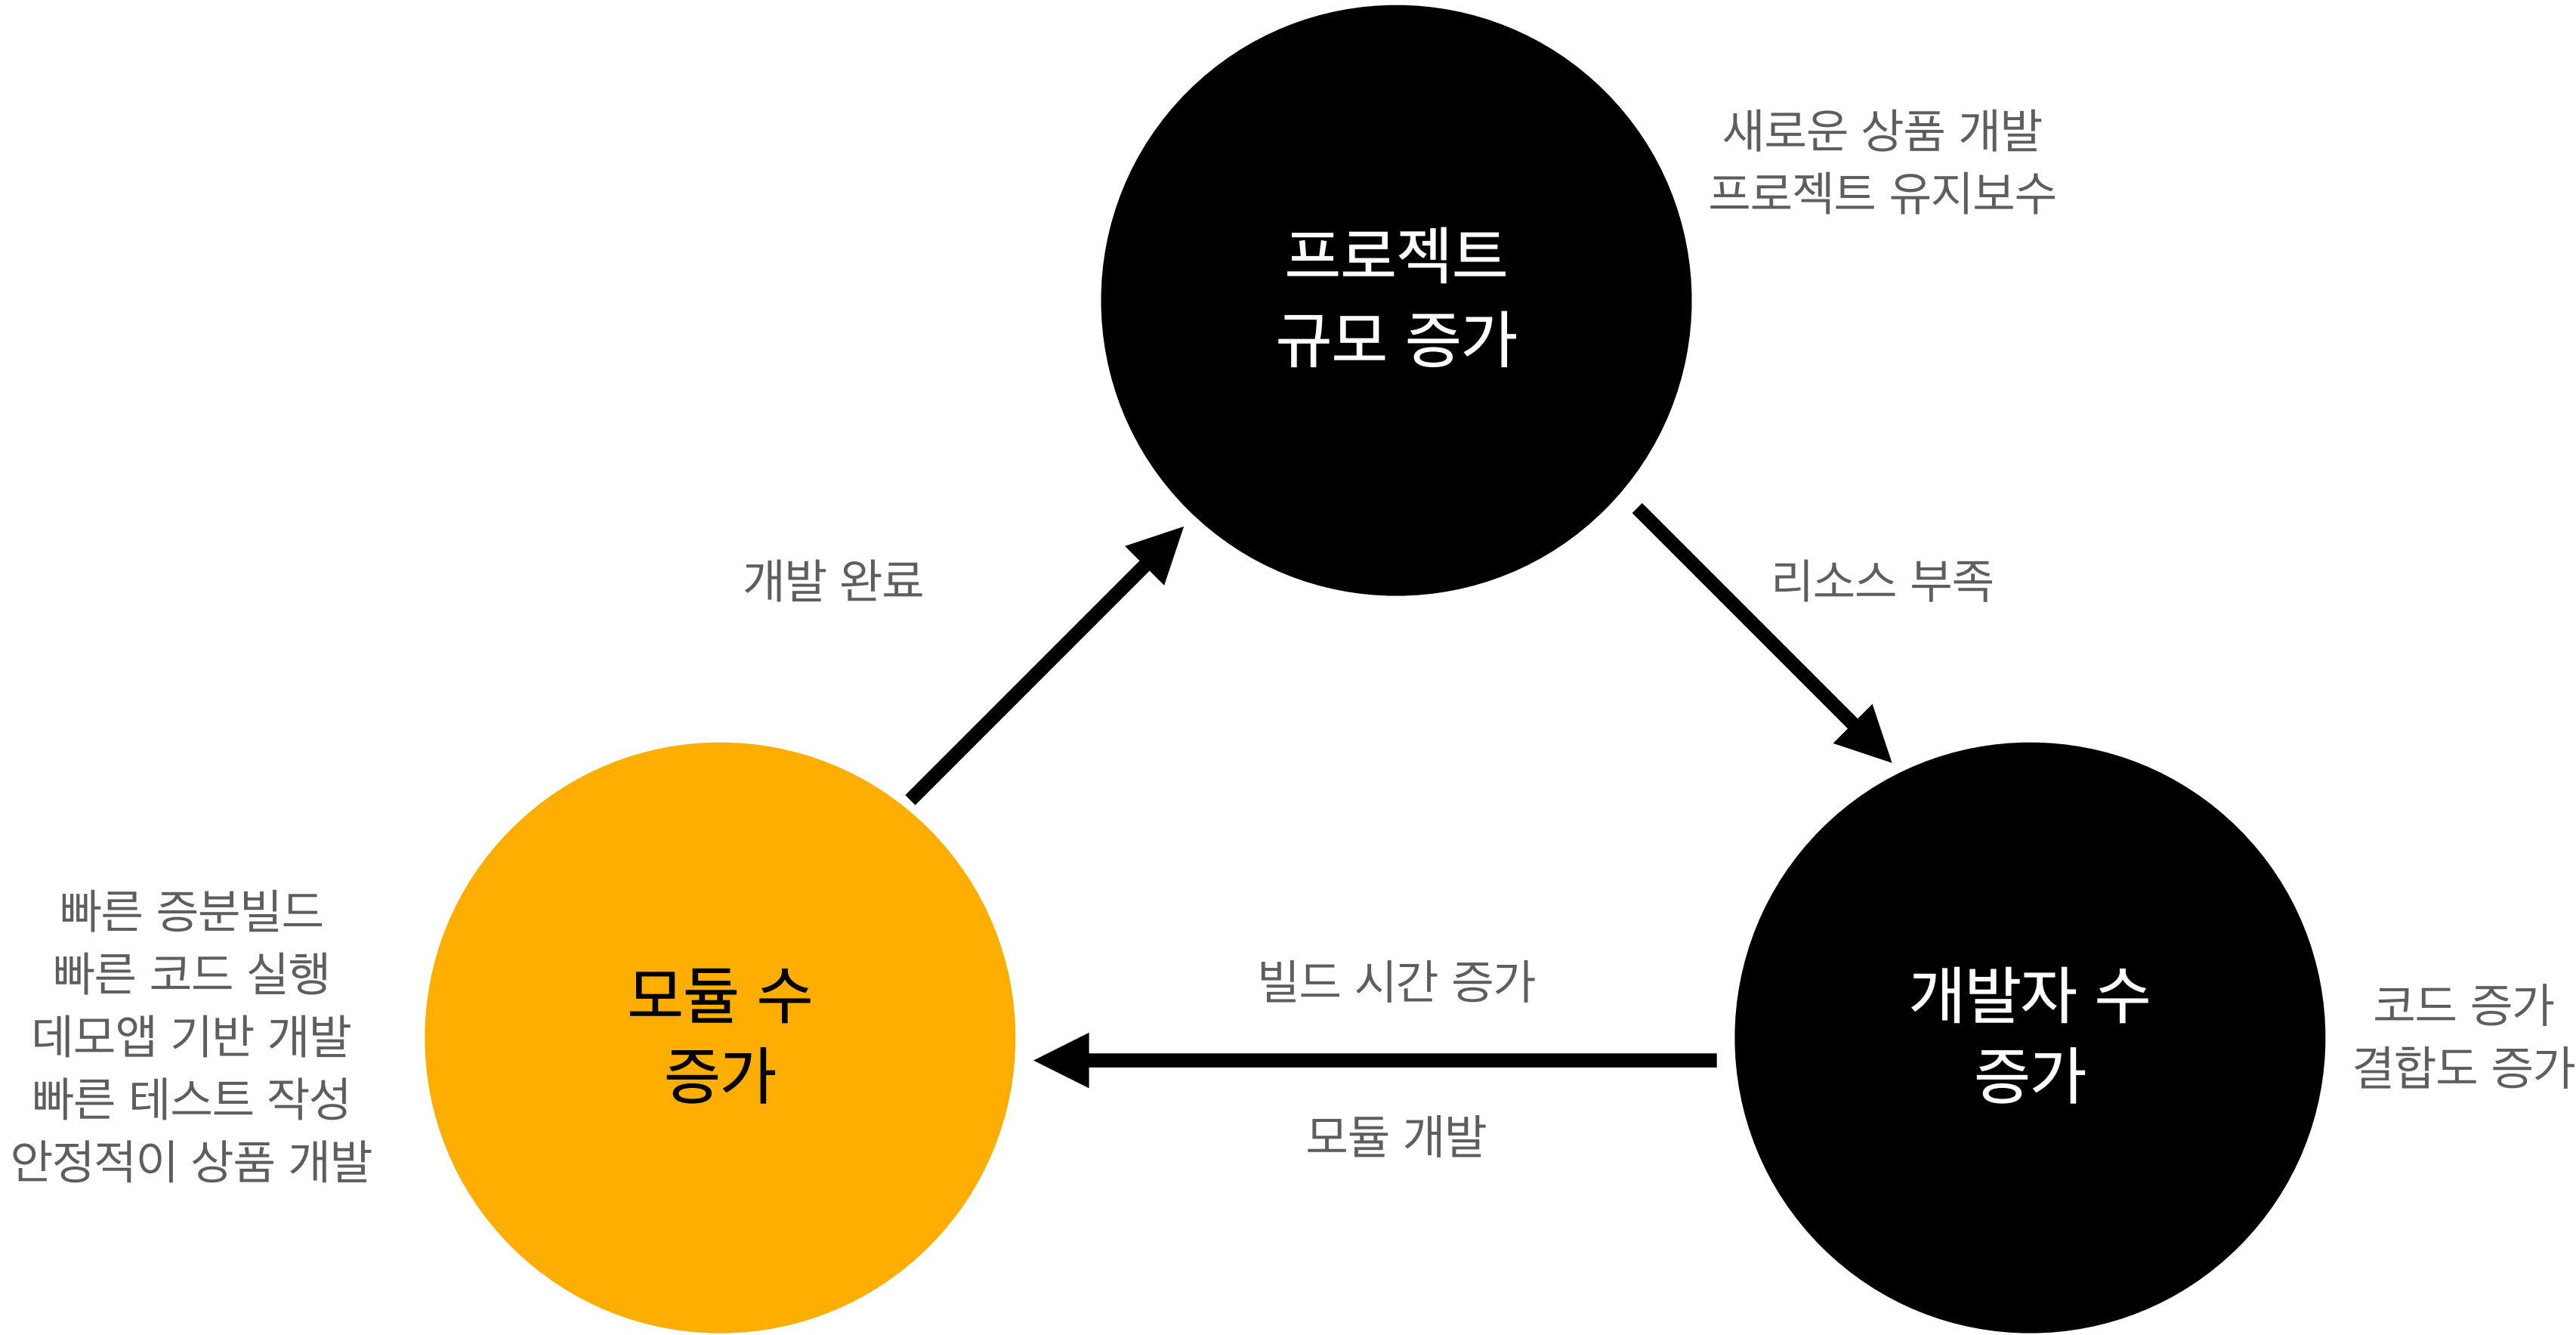 새로운 상품 개발
프로젝트 유지보수
프로젝트
규모 증가
개발 완료
리소스 부족
빠른 증분빌드
빠른 코드 실행
데모앱 기반 개발
빠른 테스트 작성
안정적이 상품 개발
모듈 수
증가
빌드 시간 증가
모듈 개발
개발자 수
증가
코드 증가
결합도 증가